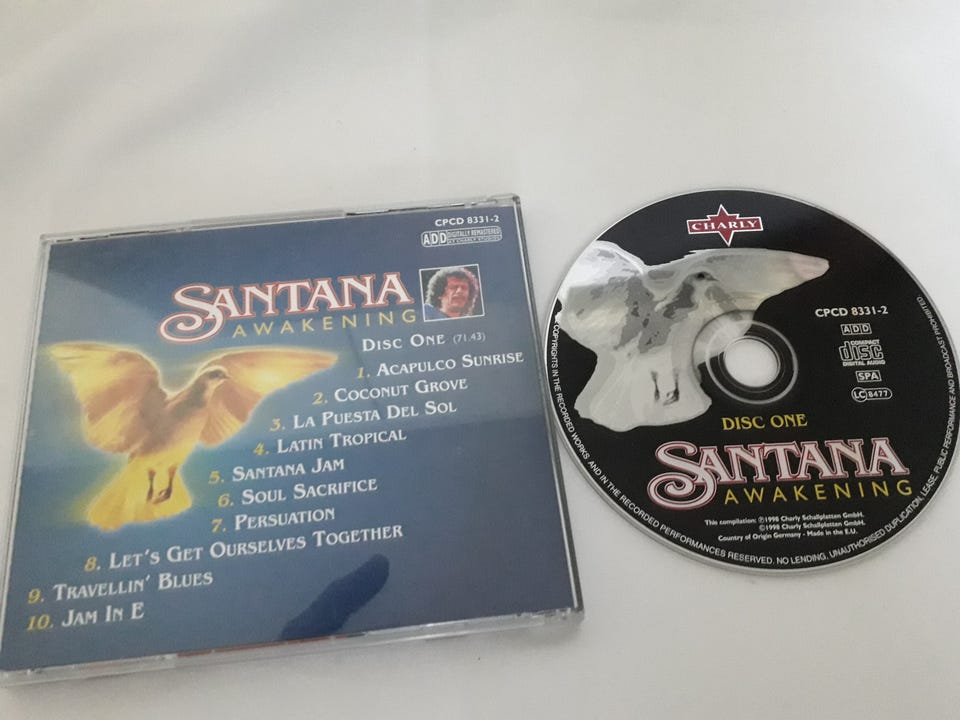 CPCD 8331-2
ADD DIGITALLY REMASTERED
AT CHARLY STUDIOS
SANTANA
AWAKENING
DISC ONE (71.43)
1. ACAPULCO SUNRISE
2. COCONUT GROVE
3. LA PUESTA DEL SOL
4. LATIN TROPICAL
5. SANTANA JAM
6. SOUL SACRIFICE
7. PERSUATION
8. LET'S GET OURSELVES TOGETHER
9. TRAVELLIN' BLUES
10. JAM IN E
CHARLY
CPCD 8331-2
ADD
COMPACT
disc
DIGITAL AUDIO
SPA
LC 8477
DISC ONE
SANTANA
AWAKENING
This compilation: ℗1998 Charly Schallplatten GmbH.
©1998 Charly Schallplatten GmbH.
Country of Origin Germany - Made in the E.U.
COPYRIGHTS IN THE RECORDED WORKS AND IN THE RECORDED PERFORMANCES RESERVED. NO LENDING, UNAUTHORISED DUPLICATION, LEASE, PUBLIC PERFORMANCE AND BROADCAST PROHIBITED